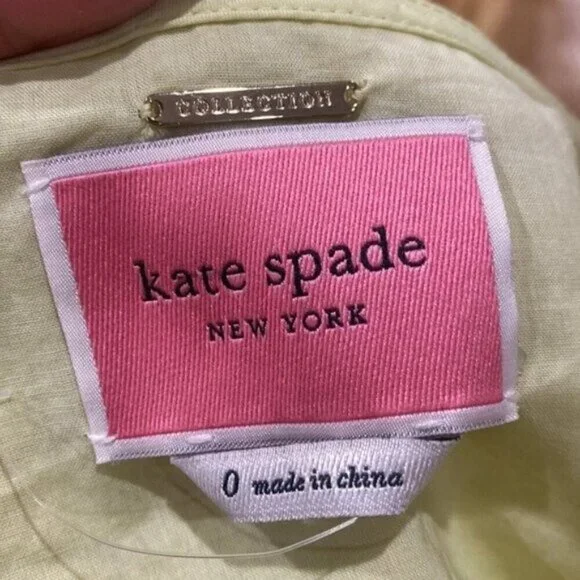 COLLECTION
kate spade
NEW YORK
0 made in china